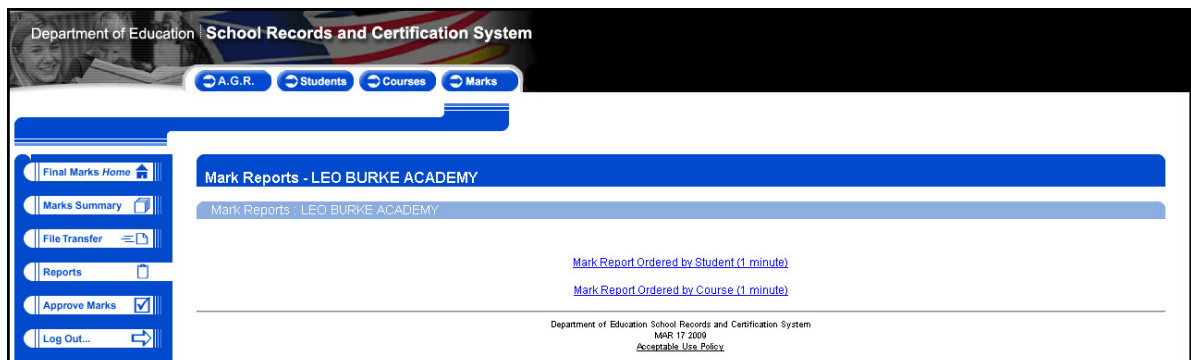 Department of Education School Records and Certification System
A.G.R. Students Courses Marks
Final Marks Home
Marks Summary
File Transfer
Reports
Approve Marks
Log Out...
Mark Reports - LEO BURKE ACADEMY
Mark Reports : LEO BURKE ACADEMY
Mark Report Ordered by Student (1 minute)
Mark Report Ordered by Course (1 minute)
Department of Education School Records and Certification System
MAR 17 2009
Acceptable Use Policy